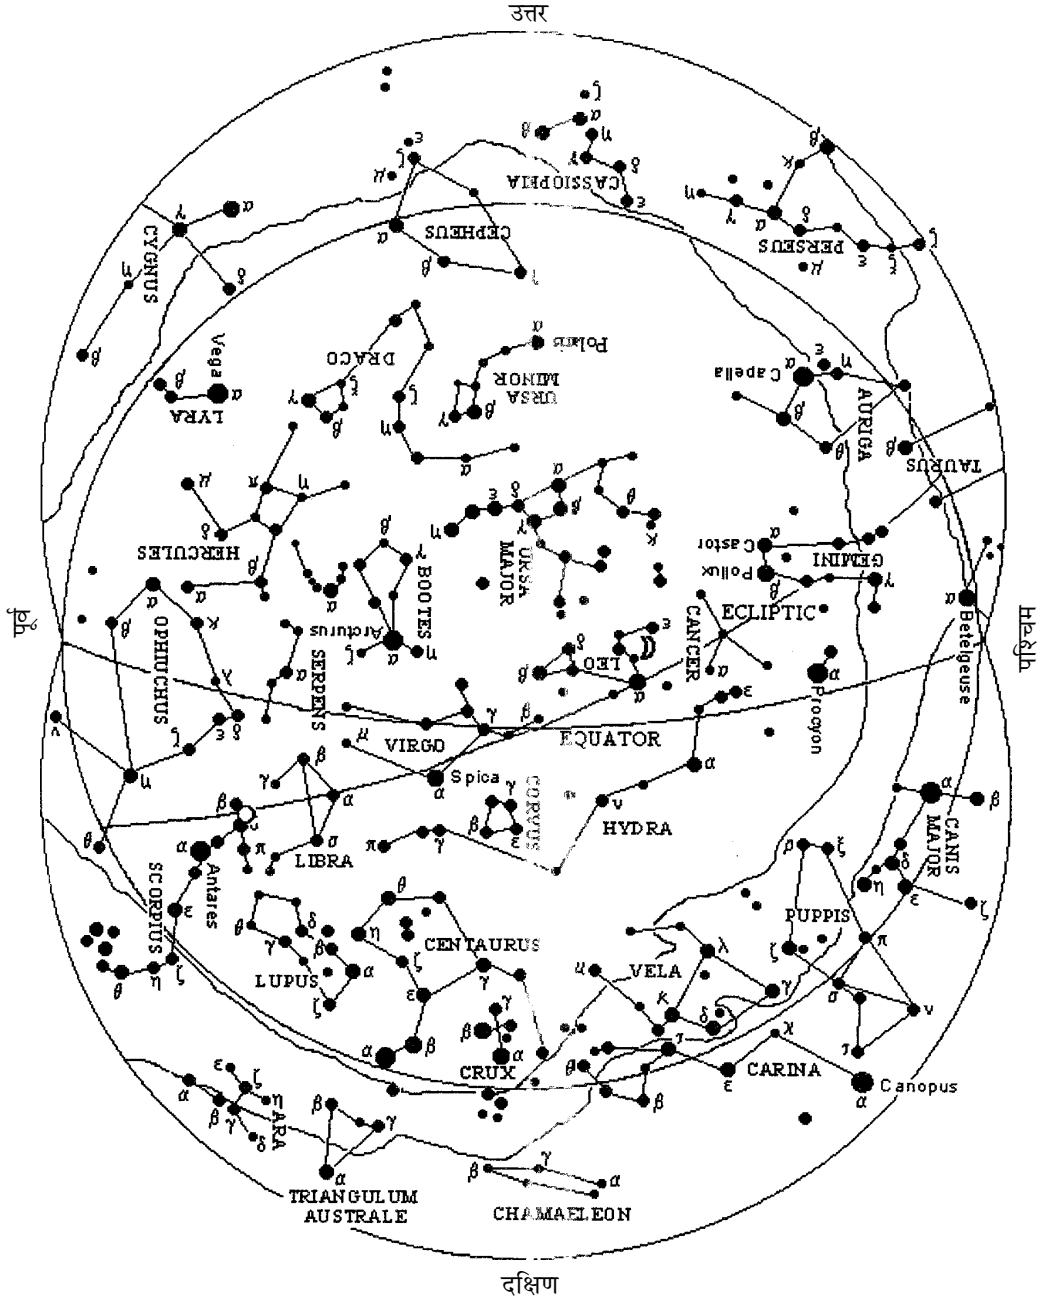 उत्तर
ζ
α
β
η
γ
δ
CASSIOPHIA
ε
β
κ
η
γ
α
δ
PERSEUS
ε
ξ
ζ
μ
ε
ζ
μ
CEPHEUS
α
β
γ
α
γ
CYGNUS
η
δ
β
Vega
α
β
LYRA
DRACO
ξ
γ
β
ζ
η
α
α
Polaris
URSA
MINOR
γ
β
ε
η
α
Capella
β
θ
AURIGA
TAURUS
β
μ
π
η
δ
HERCULES
β
α
α
β
γ
δ
ε
η
θ
κ
URSA
MAJOR
β
γ
BOOTES
α
Arcturus
ζ
α
η
Castor
α
Pollux
β
GEMINI
γ
ECLIPTIC
CANCER
α
α
Betelgeuse
पूर्व
पश्चिम
α
β
κ
OPHIUCHUS
λ
ε
δ
ζ
ν
η
θ
SERPENS
α
ε
LEO
δ
β
α
α
Procyon
ε
β
γ
EQUATOR
VIRGO
μ
α
Spica
β
γ
α
σ
LIBRA
CORVUS
γ
β
ε
α
ν
HYDRA
π
γ
α
β
CANIS
MAJOR
δ
η
ε
ζ
ρ
ξ
PUPPIS
ζ
π
σ
ν
τ
β
ν
α
π
Antares
SCORPIUS
ε
ζ
η
θ
θ
δ
γ
β
α
LUPUS
ζ
θ
η
CENTAURUS
ζ
γ
ε
β
α
γ
β
α
CRUX
μ
VELA
λ
κ
δ
γ
χ
ε
CARINA
θ
β
Canopus
α
ε
ζ
α
η
β
γ
ARA
δ
β
γ
α
TRIANGULUM
AUSTRALE
β
γ
α
CHAMAELEON
दक्षिण